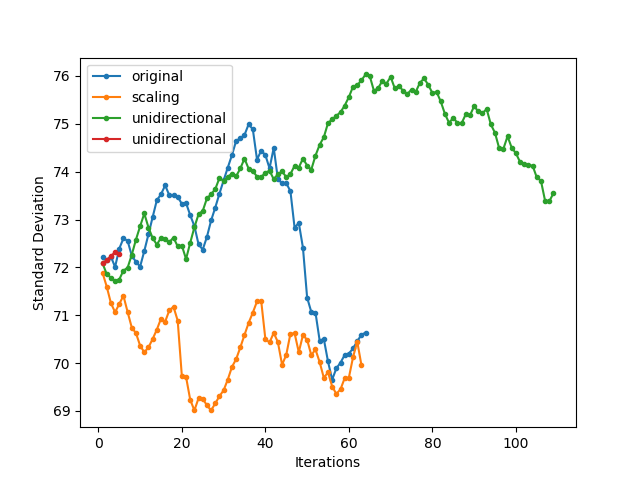 original
scaling
unidirectional
unidirectional
76
75
74
73
72
71
70
69
Standard Deviation
0 20 40 60 80 100
Iterations